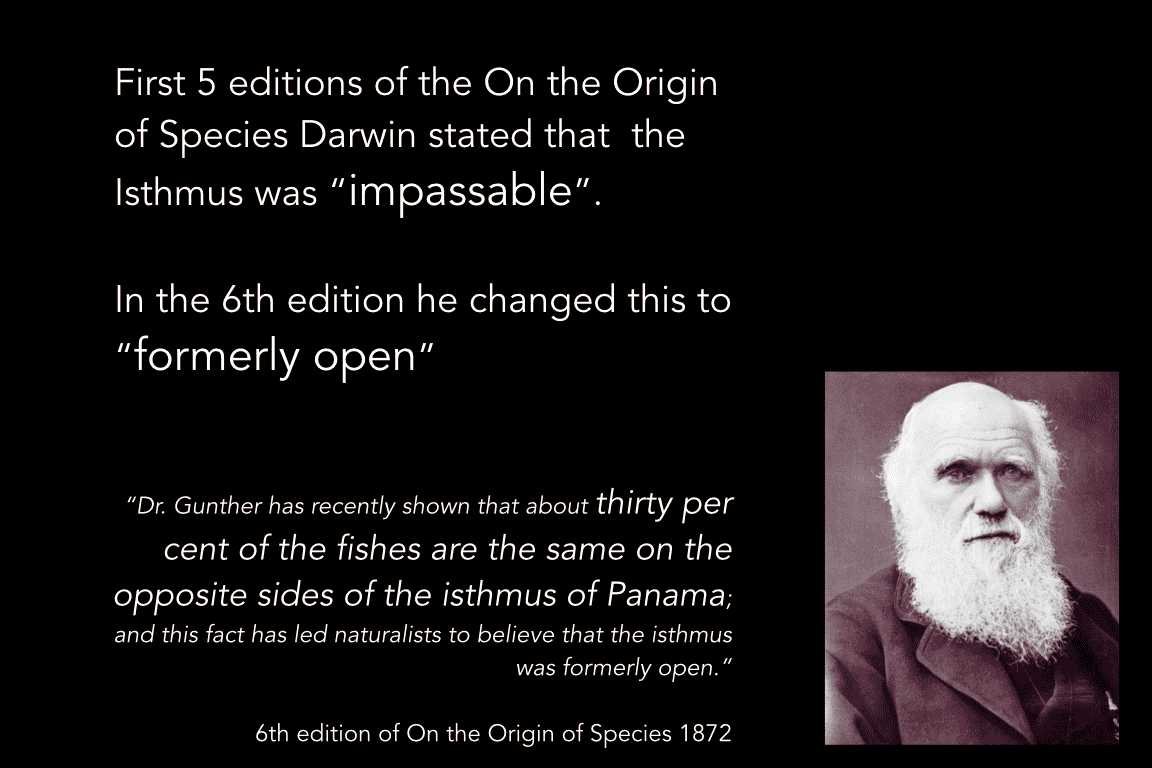 First 5 editions of the On the Origin
of Species Darwin stated that  the
Isthmus was “impassable”.
In the 6th edition he changed this to
“formerly open”
“Dr. Gunther has recently shown that about thirty per
cent of the fishes are the same on the
opposite sides of the isthmus of Panama;
and this fact has led naturalists to believe that the isthmus
was formerly open.”
6th edition of On the Origin of Species 1872